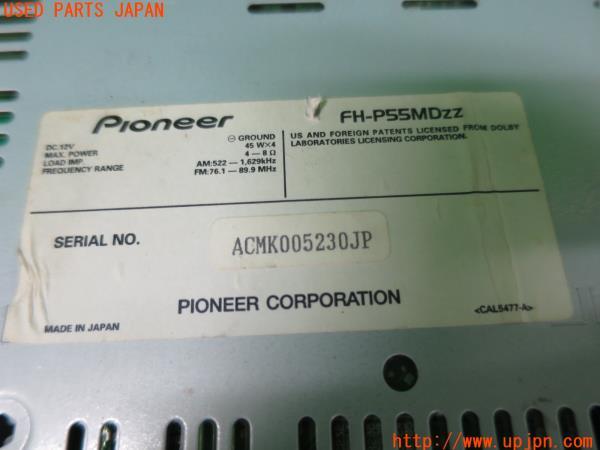 USED PARTS JAPAN
Pioneer
FH-P55MDzz
DC.12V ⊖ GROUND
MAX. POWER 45 W×4
LOAD IMP. 4 — 8 Ω
FREQUENCY RANGE AM:522 — 1,629kHz
FM:76.1 — 89.9 MHz
US AND FOREIGN PATENTS LICENSED FROM DOLBY
LABORATORIES LICENSING CORPORATION.
SERIAL NO. ACMK005230JP
PIONEER CORPORATION
MADE IN JAPAN <CAL5477-A>
http://www.upjpn.com/